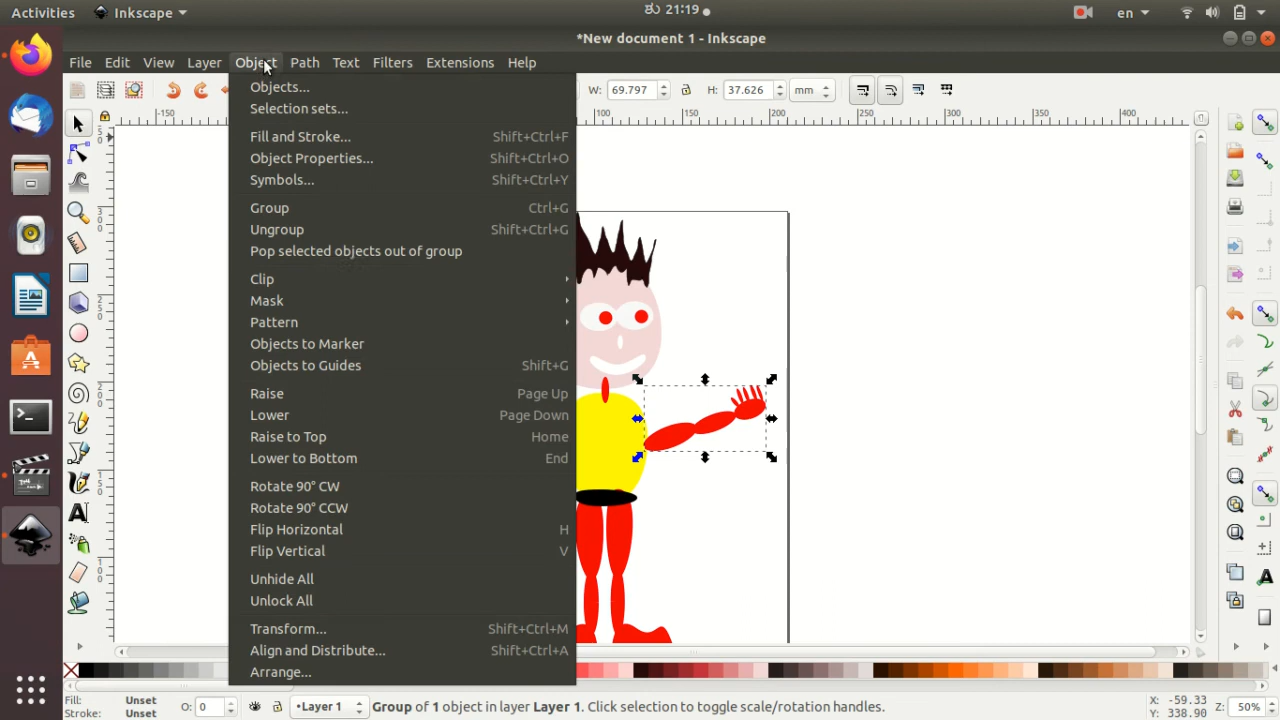 Activities Inkscape ಶು 21:19 en
*New document 1 - Inkscape
File Edit View Layer Object Path Text Filters Extensions Help
W: 69.797 H: 37.626 mm
-150 100 150 200 250 300 350 400
Objects...
Selection sets...
Fill and Stroke... Shift+Ctrl+F
Object Properties... Shift+Ctrl+O
Symbols... Shift+Ctrl+Y
Group Ctrl+G
Ungroup Shift+Ctrl+G
Pop selected objects out of group
Clip
Mask
Pattern
Objects to Marker
Objects to Guides Shift+G
Raise Page Up
Lower Page Down
Raise to Top Home
Lower to Bottom End
Rotate 90° CW
Rotate 90° CCW
Flip Horizontal H
Flip Vertical V
Unhide All
Unlock All
Transform... Shift+Ctrl+M
Align and Distribute... Shift+Ctrl+A
Arrange...
Fill: Unset O: 0 •Layer 1 Group of 1 object in layer Layer 1. Click selection to toggle scale/rotation handles. X: -59.33 Z: 50%
Stroke: Unset Y: 338.90